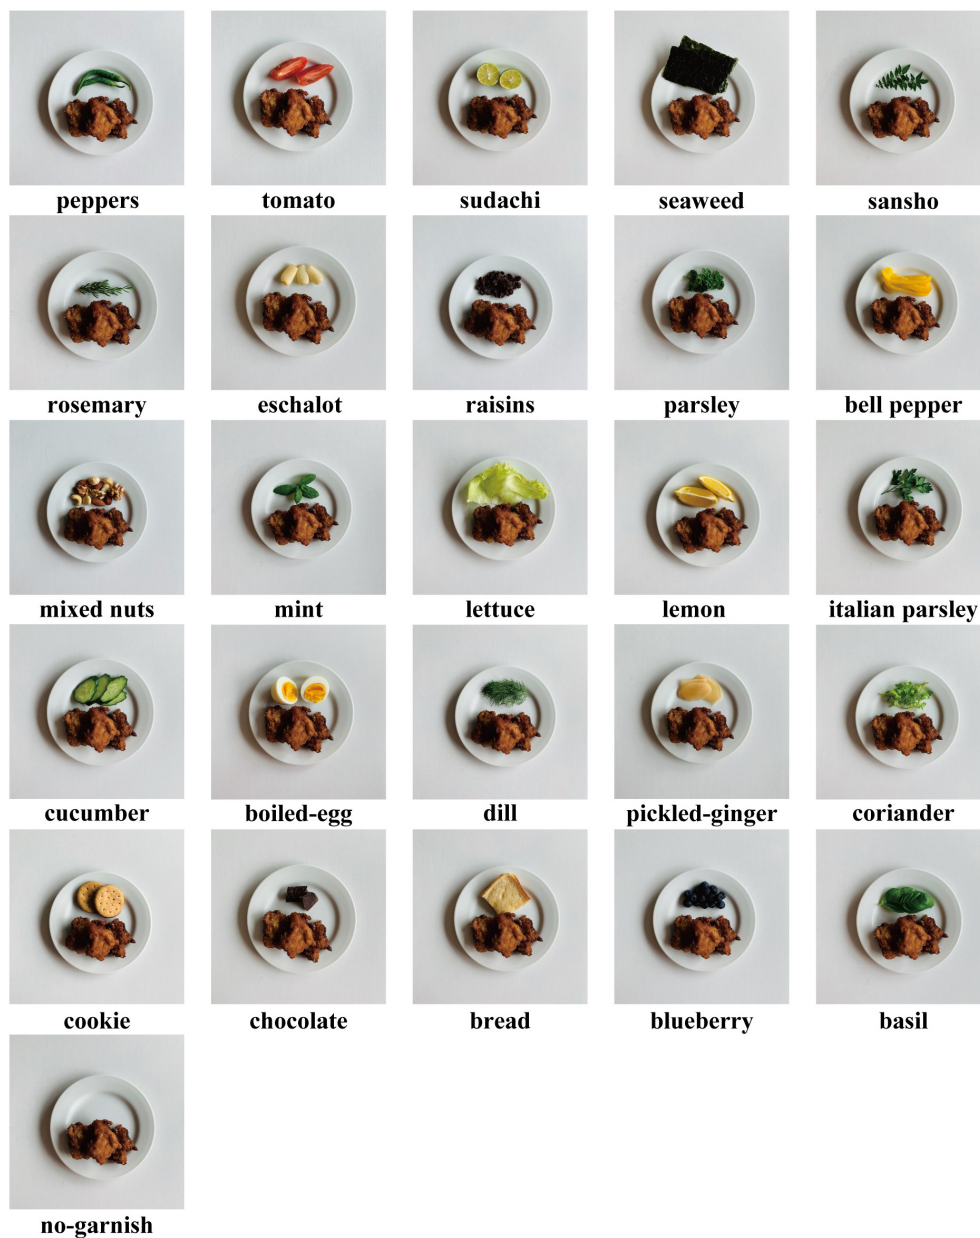 peppers
tomato
sudachi
seaweed
sansho
rosemary
eschalot
raisins
parsley
bell pepper
mixed nuts
mint
lettuce
lemon
italian parsley
cucumber
boiled-egg
dill
pickled-ginger
coriander
cookie
chocolate
bread
blueberry
basil
no-garnish